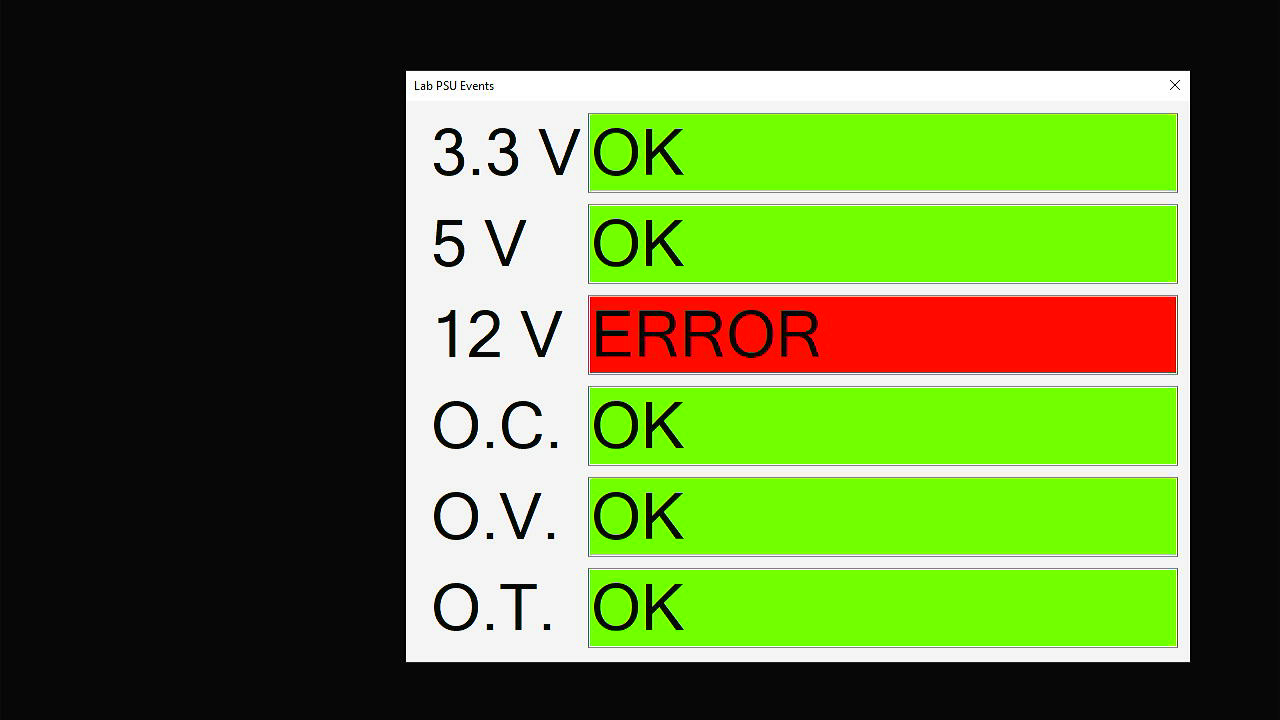 Lab PSU Events
3.3 V OK
5 V OK
12 V ERROR
O.C. OK
O.V. OK
O.T. OK